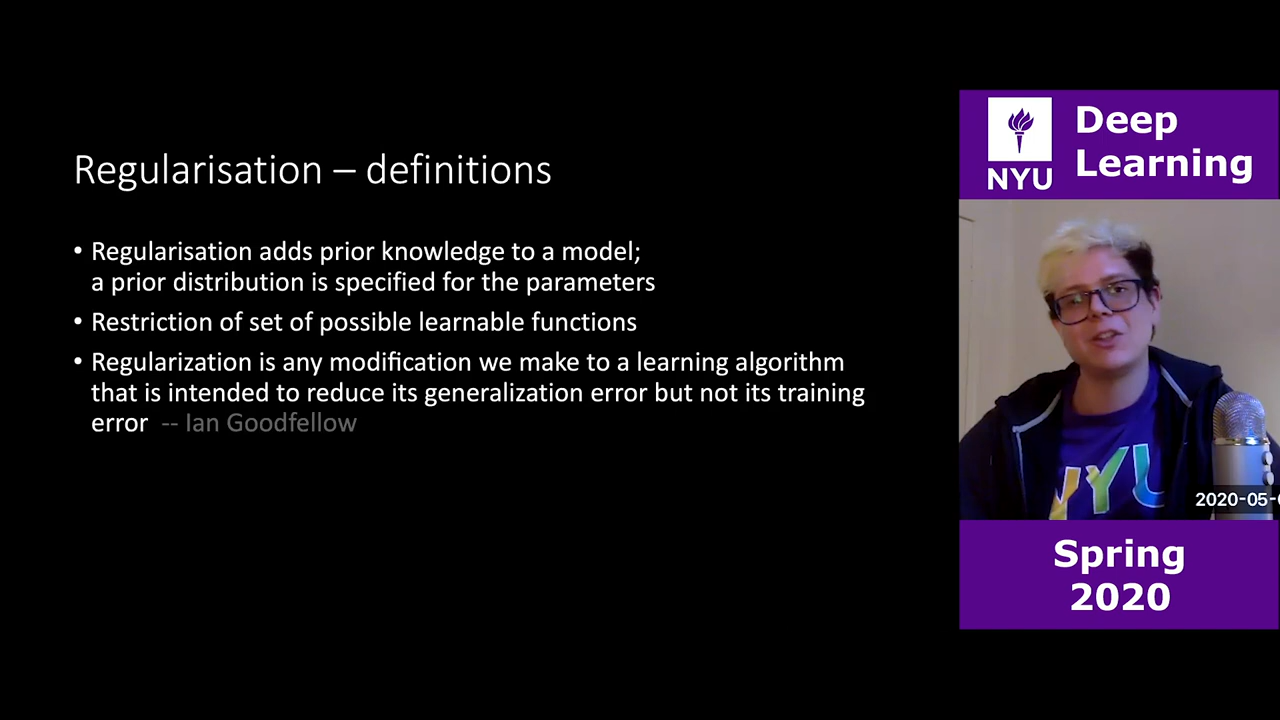 Regularisation – definitions
• Regularisation adds prior knowledge to a model;
a prior distribution is specified for the parameters
• Restriction of set of possible learnable functions
• Regularization is any modification we make to a learning algorithm
that is intended to reduce its generalization error but not its training
error -- Ian Goodfellow
NYU
Deep
Learning
NYU
2020-05-
Spring
2020